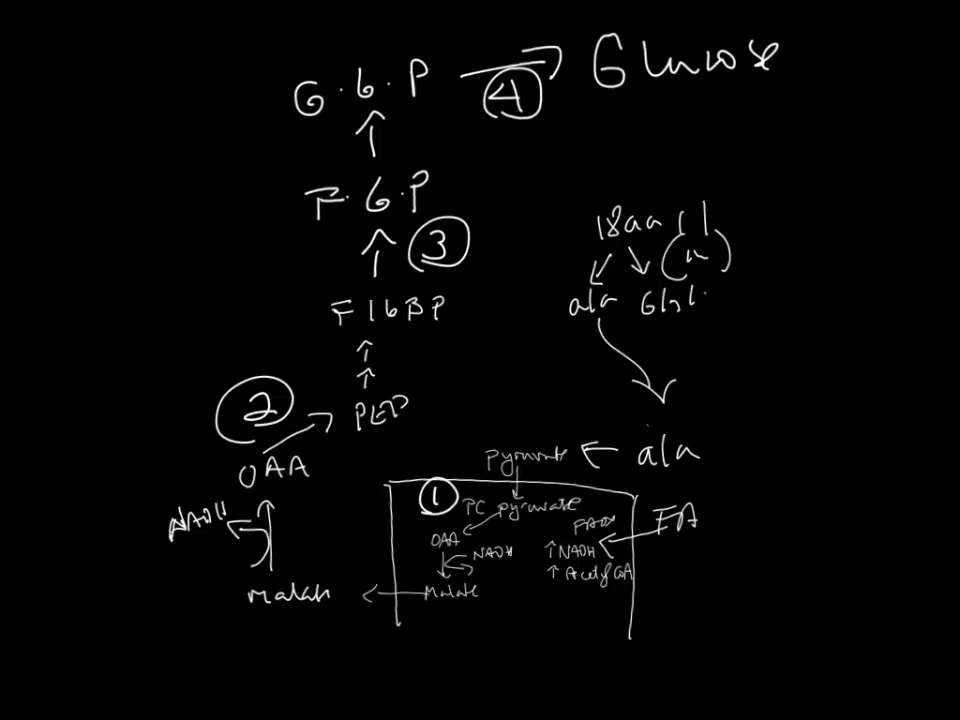 G.6.P 4 Glucose
F.6.P
3
18aa
F16BP
ala
2
PEP
OAA
pyruvate ala
1 PC pyruvate
NADH
FADH
FA
OAA
NADH
NADH
Acetyl CoA
Malate